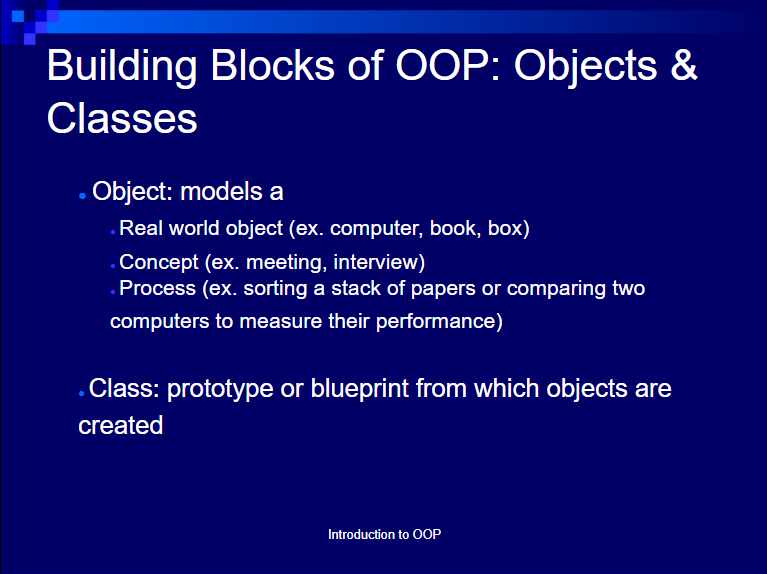 Building Blocks of OOP: Objects &
Classes
• Object: models a
• Real world object (ex. computer, book, box)
• Concept (ex. meeting, interview)
• Process (ex. sorting a stack of papers or comparing two
computers to measure their performance)
• Class: prototype or blueprint from which objects are
created
Introduction to OOP